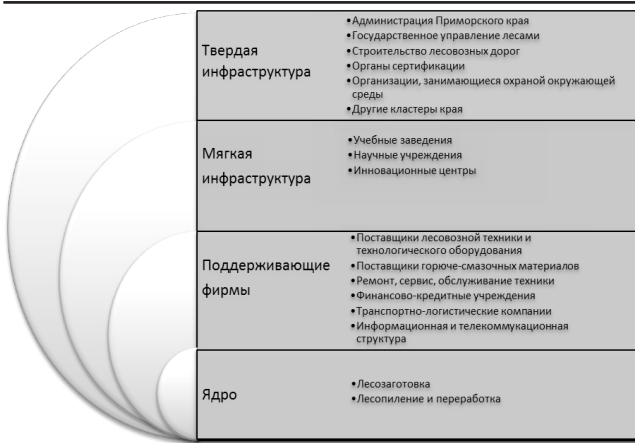 Твердая
инфраструктура
•Администрация Приморского края
•Государственное управление лесами
•Строительство лесовозных дорог
•Органы сертификации
•Организации, занимающиеся охраной окружающей
среды
•Другие кластеры края
Мягкая
инфраструктура
•Учебные заведения
•Научные учреждения
•Инновационные центры
Поддерживающие
фирмы
•Поставщики лесовозной техники и
технологического оборудования
•Поставщики горюче-смазочных материалов
•Ремонт, сервис, обслуживание техники
•Финансово-кредитные учреждения
•Транспортно-логистические компании
•Информационная и телекоммукационная
структура
Ядро
•Лесозаготовка
•Лесопиление и переработка